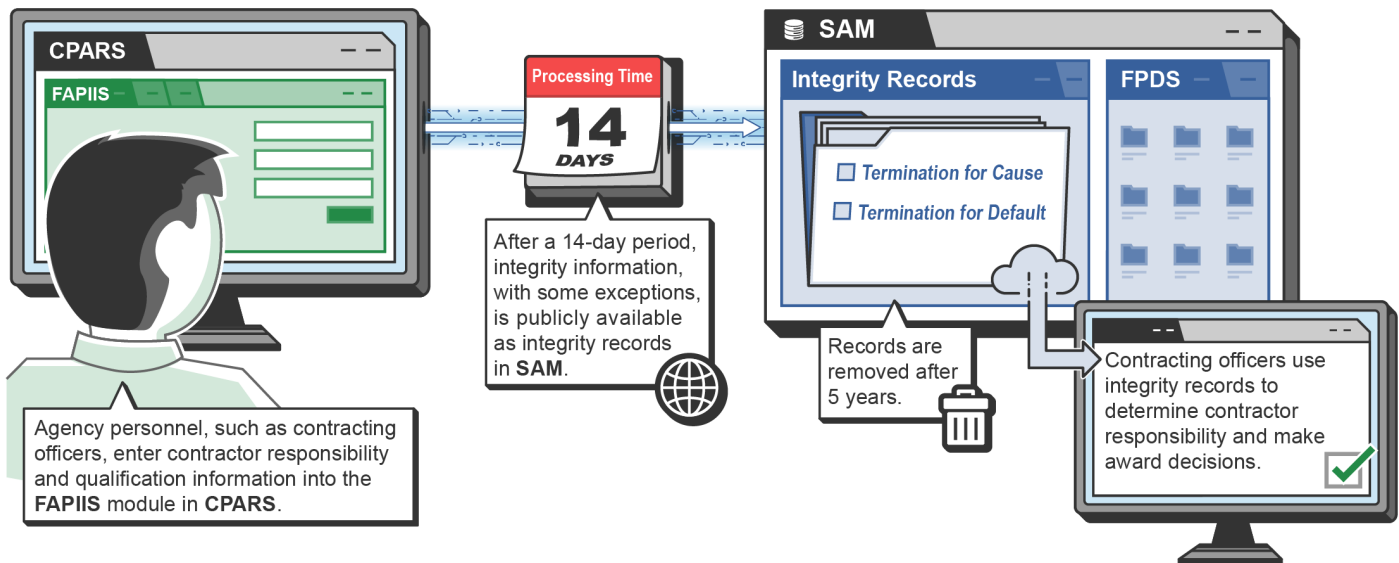 CPARS
FAPIIS
Agency personnel, such as contracting
officers, enter contractor responsibility
and qualification information into the
FAPIIS module in CPARS.
Processing Time
14
DAYS
After a 14-day period,
integrity information,
with some exceptions,
is publicly available
as integrity records
in SAM.
SAM
Integrity Records
Termination for Cause
Termination for Default
FPDS
Records are
removed after
5 years.
Contracting officers use
integrity records to
determine contractor
responsibility and make
award decisions.